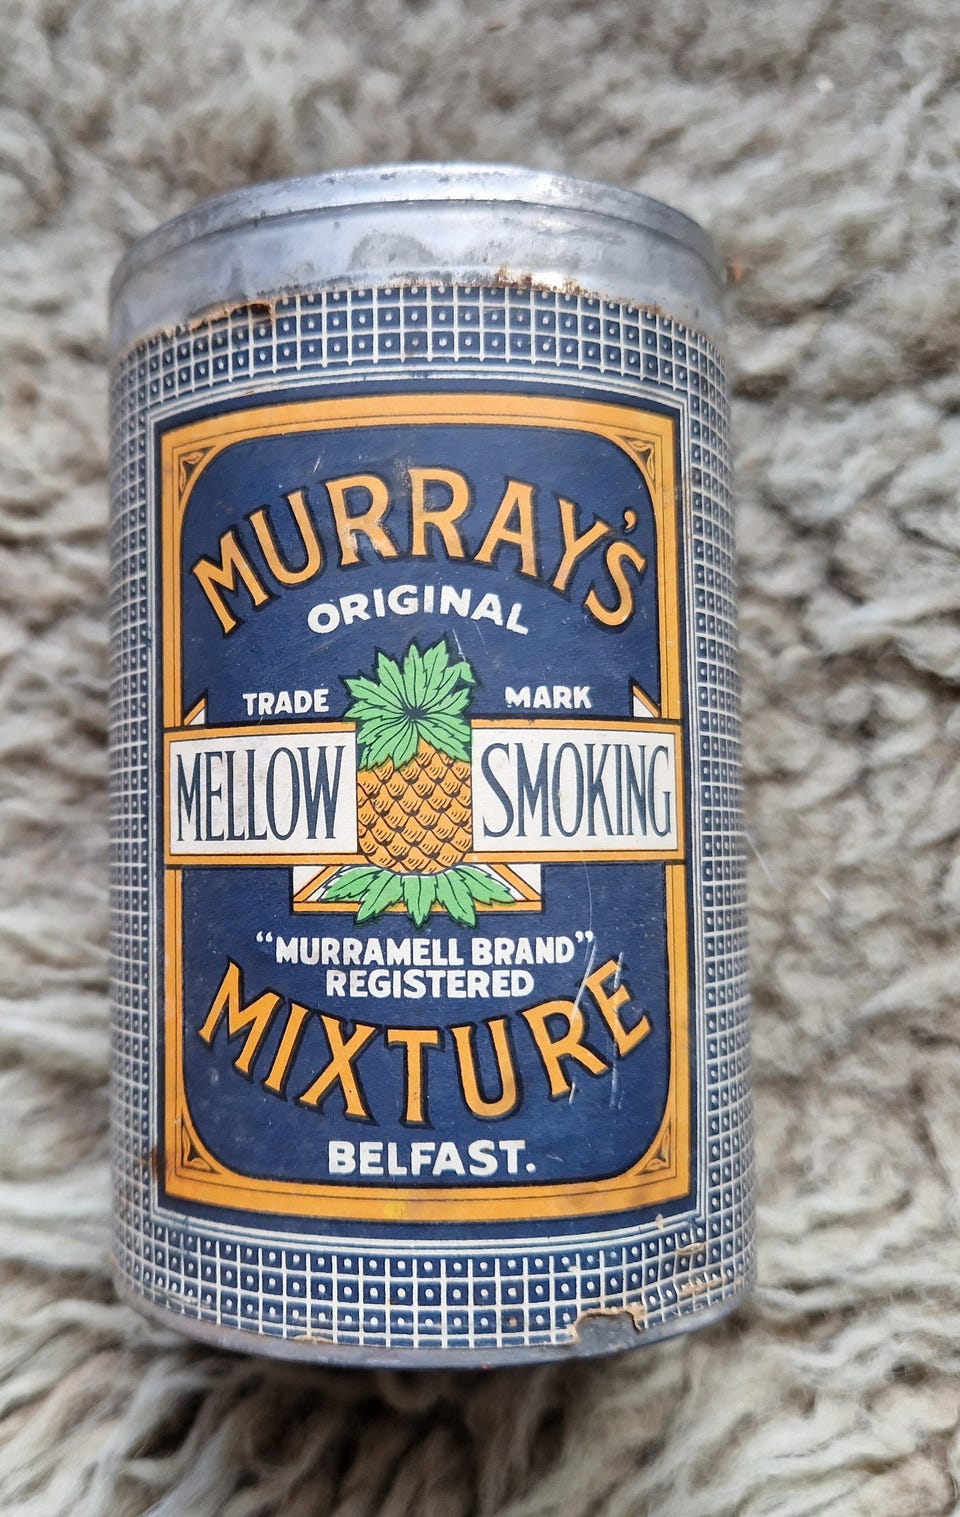 MURRAY'S
ORIGINAL
TRADE MARK
MELLOW SMOKING
"MURRAMELL BRAND"
REGISTERED
MIXTURE
BELFAST.